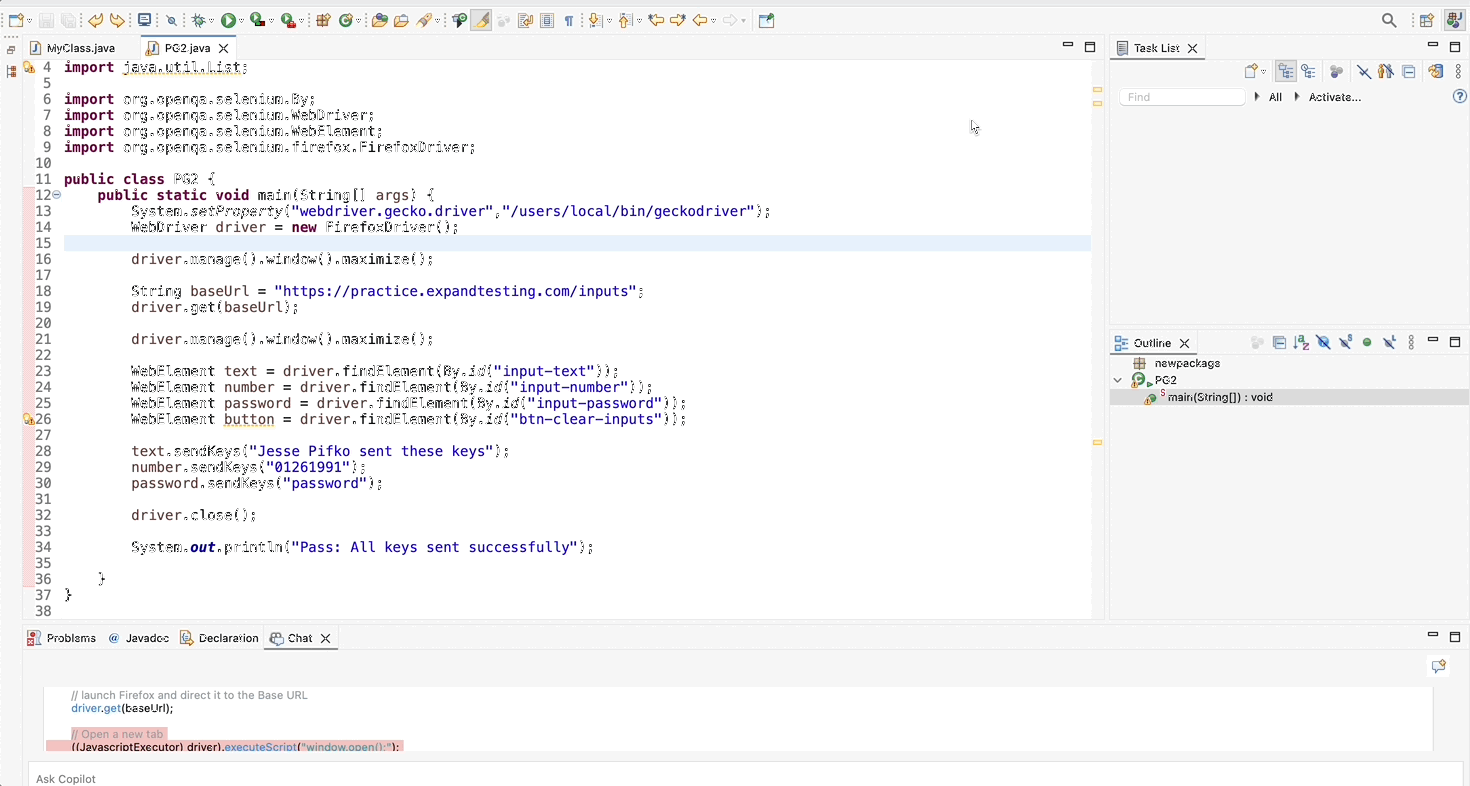 MyClass.java
PG2.java
4 import java.util.List;
5
6 import org.openqa.selenium.By;
7 import org.openqa.selenium.WebDriver;
8 import org.openqa.selenium.WebElement;
9 import org.openqa.selenium.firefox.FirefoxDriver;
10
11 public class PG2 {
12 public static void main(String[] args) {
13 System.setProperty("webdriver.gecko.driver","/users/local/bin/geckodriver");
14 WebDriver driver = new FirefoxDriver();
15
16 driver.manage().window().maximize();
17
18 String baseUrl = "https://practice.expandtesting.com/inputs";
19 driver.get(baseUrl);
20
21 driver.manage().window().maximize();
22
23 WebElement text = driver.findElement(By.id("input-text"));
24 WebElement number = driver.findElement(By.id("input-number"));
25 WebElement password = driver.findElement(By.id("input-password"));
26 WebElement button = driver.findElement(By.id("btn-clear-inputs"));
27
28 text.sendKeys("Jesse Pifko sent these keys");
29 number.sendKeys("01261991");
30 password.sendKeys("password");
31
32 driver.close();
33
34 System.out.println("Pass: All keys sent successfully");
35
36 }
37 }
38
Task List
Find
All
Activate...
Outline
newpackage
PG2
main(String[]) : void
Problems
@ Javadoc
Declaration
Chat
// launch Firefox and direct it to the Base URL
driver.get(baseUrl);
// Open a new tab
((JavascriptExecutor) driver).executeScript("window.open();");
Ask Copilot